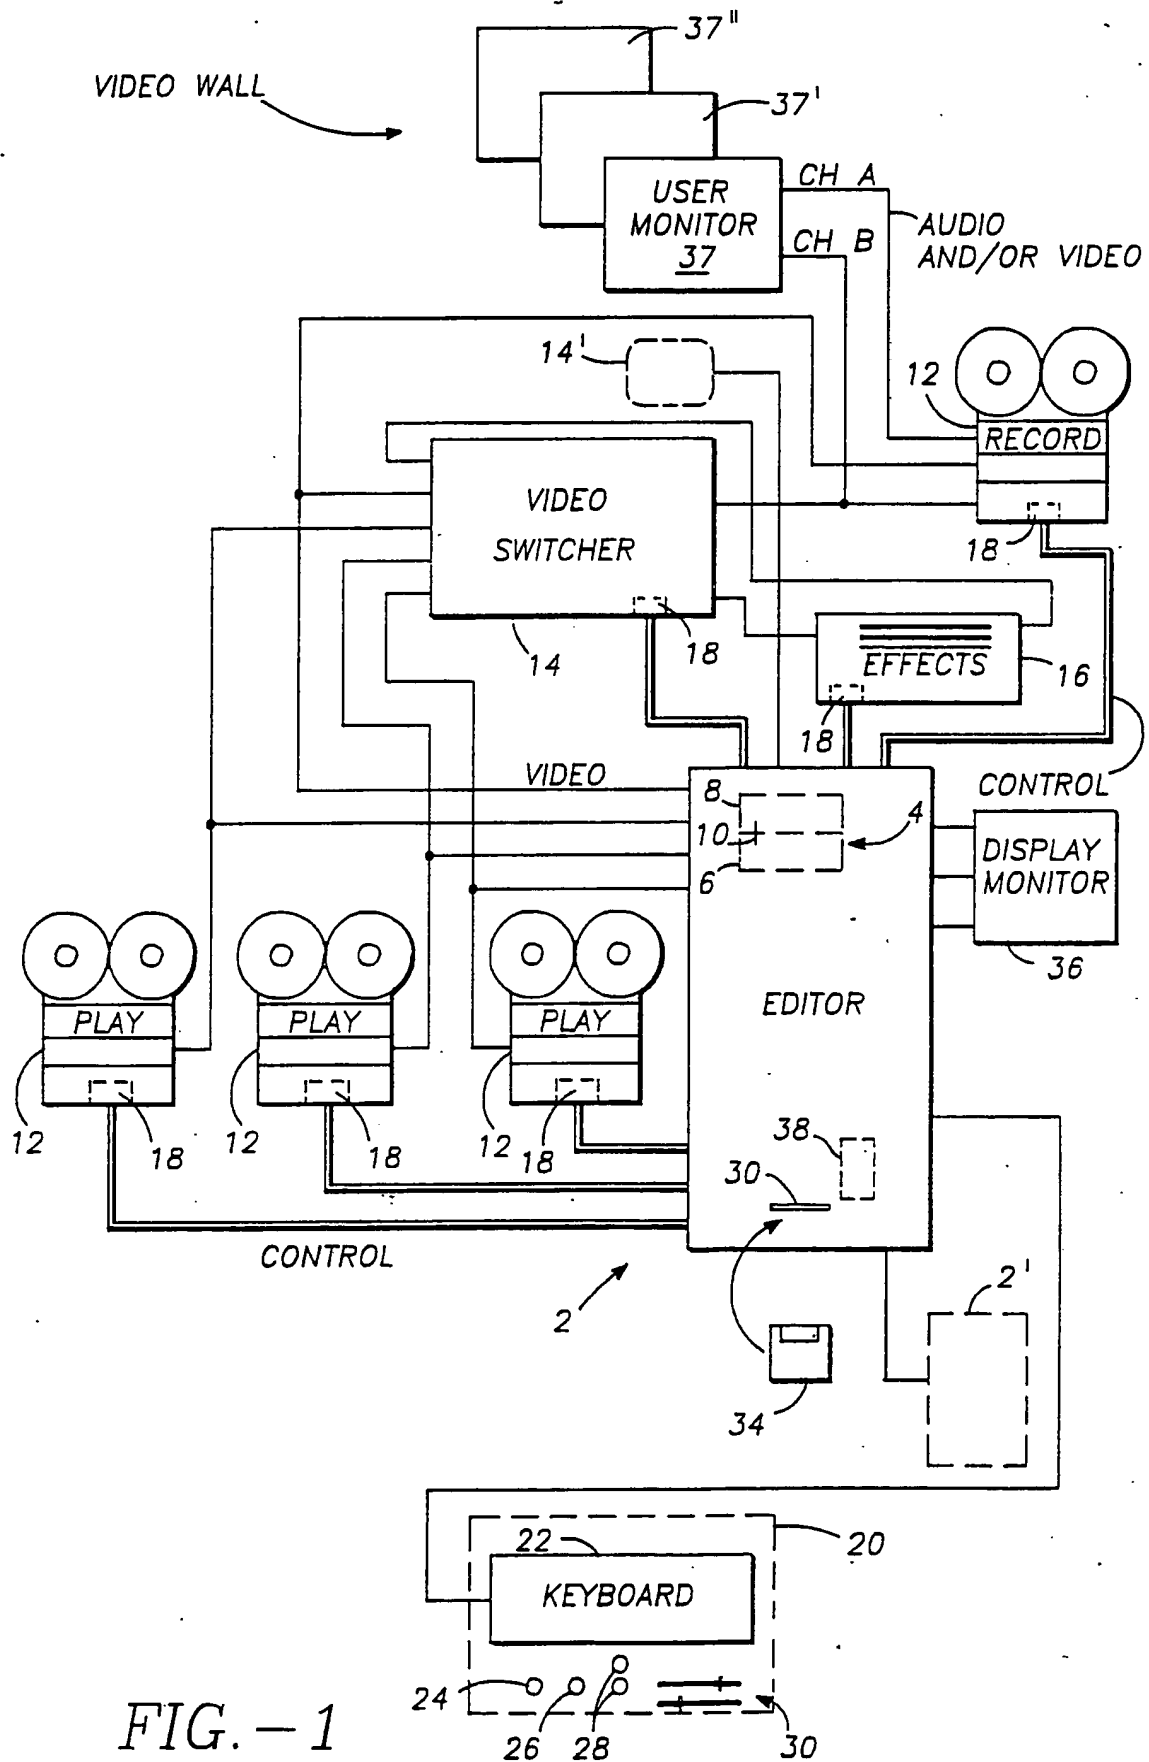 37"
VIDEO WALL
37'
USER
MONITOR
37
CH A
CH B
AUDIO
AND/OR VIDEO
14'
12
RECORD
VIDEO
SWITCHER
18
14
18
EFFECTS
16
18
VIDEO
CONTROL
8
10
4
6
DISPLAY
MONITOR
36
EDITOR
PLAY
PLAY
PLAY
12
18
12
18
12
18
38
30
CONTROL
2
2'
34
20
22
KEYBOARD
24
26
28
30
FIG.-1